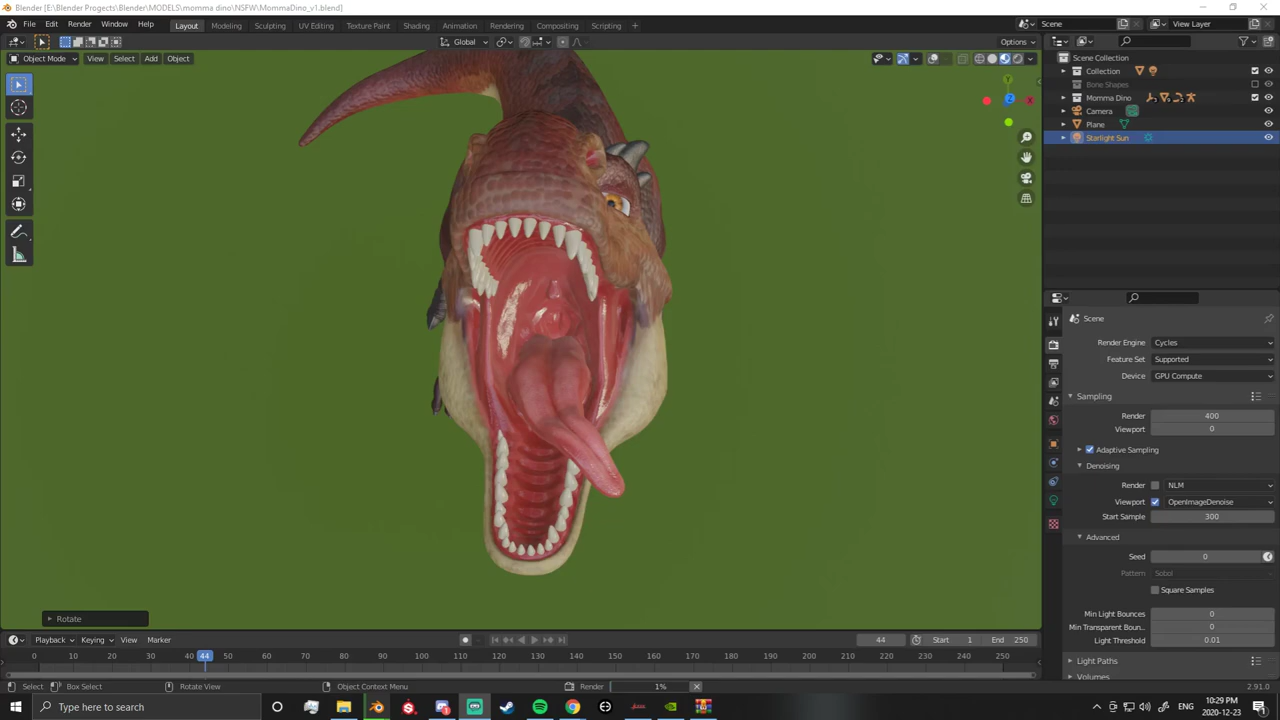 Blender [E:\Blender Progects\Blender\MODELS\momma dino\NSFW\MommaDino_v1.blend]
File Edit Render Window Help Layout Modeling Sculpting UV Editing Texture Paint Shading Animation Rendering Compositing Scripting Scene View Layer
Global Options
Object Mode View Select Add Object
Scene Collection
Collection
Bone Shapes
Momma Dino
Camera
Plane
Starlight Sun
Y
Z
X
Scene
Render Engine Cycles
Feature Set Supported
Device GPU Compute
Sampling
Render 400
Viewport 0
Adaptive Sampling
Denoising
Render NLM
Viewport OpenImageDenoise
Start Sample 300
Advanced
Seed 0
Pattern Sobol
Square Samples
Min Light Bounces 0
Min Transparent Boun... 0
Light Threshold 0.01
Light Paths
Volumes
Rotate
Playback Keying View Marker 44 Start 1 End 250
0 10 20 30 40 44 50 60 70 80 90 100 110 120 130 140 150 160 170 180 190 200 210 220 230 240 250
Select Box Select Rotate View Object Context Menu Render 1% 2.91.0
Type here to search
ENG
10:29 PM
2020-12-23